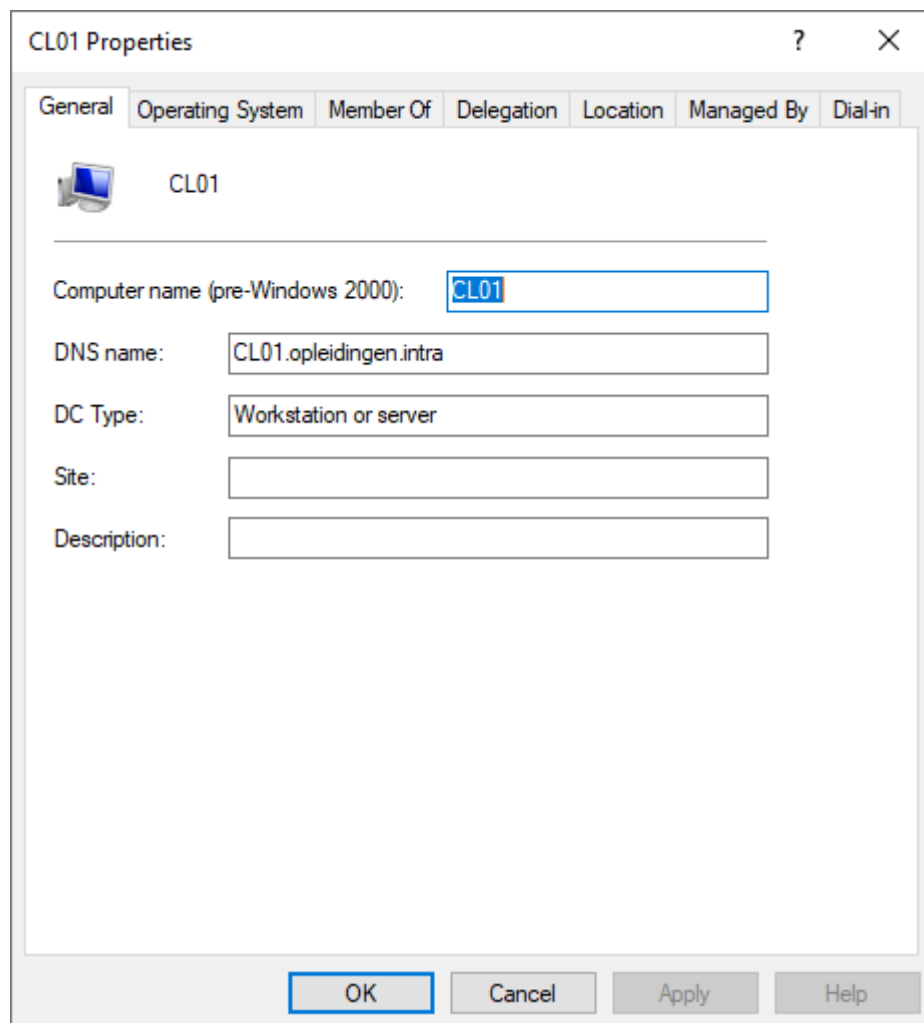 CL01 Properties ?
General Operating System Member Of Delegation Location Managed By Dial-in
CL01
Computer name (pre-Windows 2000): CL01
DNS name: CL01.opleidingen.intra
DC Type: Workstation or server
Site:
Description:
OK Cancel Apply Help